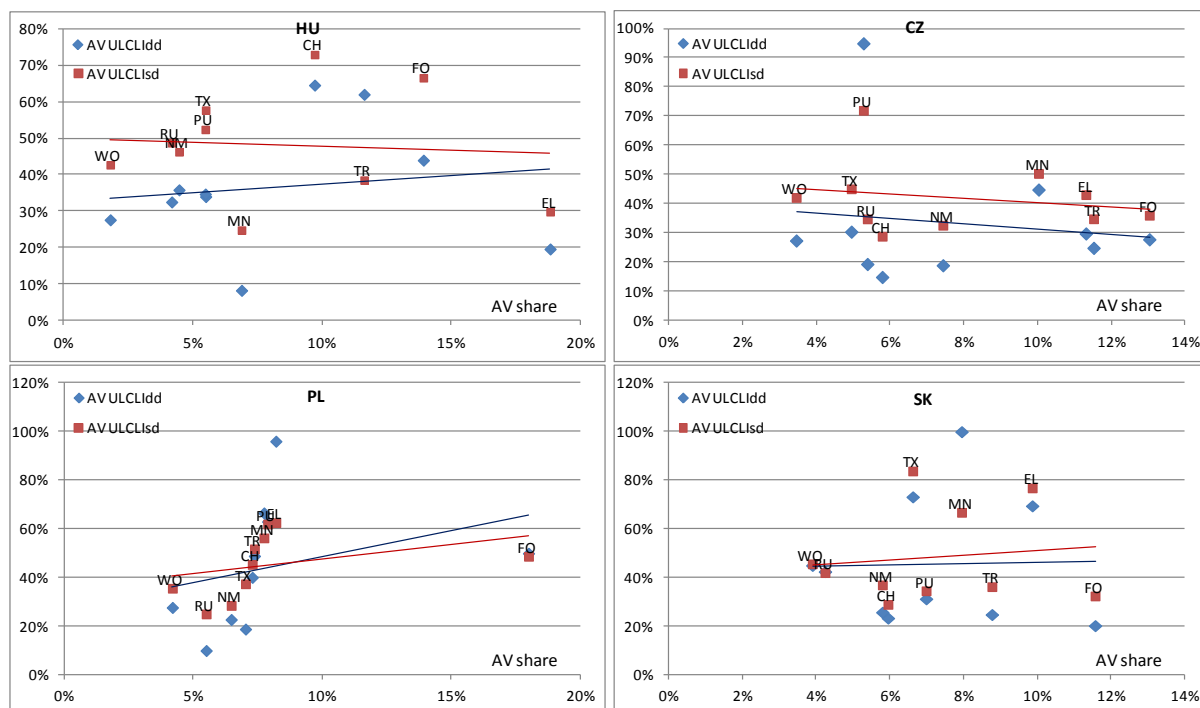 HU
80%
AV ULCLIdd
AV ULCLIsd
70%
60%
50%
40%
30%
20%
10%
0%
CH
FO
TX
PU
RU
NM
WO
TR
MN
EL
AV share
0% 5% 10% 15% 20%
CZ
100%
AV ULCLIdd
AV ULCLIsd
90%
80%
70%
60%
50%
40%
30%
20%
10%
0%
PU
MN
TX
WO
EL
RU
TR
FO
NM
CH
AV share
0% 2% 4% 6% 8% 10% 12% 14%
PL
120%
AV ULCLIdd
AV ULCLIsd
100%
80%
60%
40%
20%
0%
PU
EL
MN
TR
CH
FO
TX
WO
NM
RU
AV share
0% 5% 10% 15% 20%
SK
120%
AV ULCLIdd
AV ULCLIsd
100%
80%
60%
40%
20%
0%
TX
EL
MN
WO
RU
NM
TR
PU
FO
CH
AV share
0% 2% 4% 6% 8% 10% 12% 14%